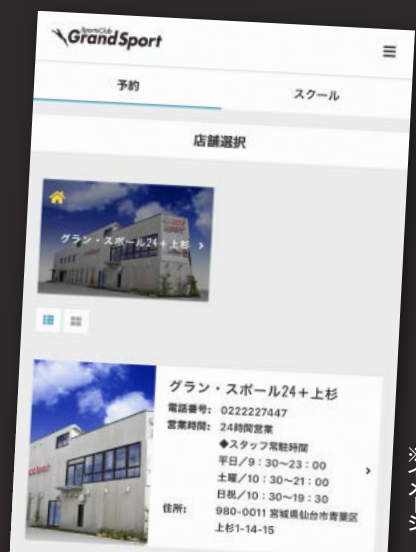 SportsClub
GrandSport
予約
スクール
店舗選択
グラン・スポール24+上杉
グラン・スポール24+上杉
電話番号: 0222227447
営業時間: 24時間営業
◆スタッフ常駐時間
平日/9:30~23:00
土曜/10:30~21:00
日祝/10:30~19:30
住所: 980-0011 宮城県仙台市青葉区
上杉1-14-15
※